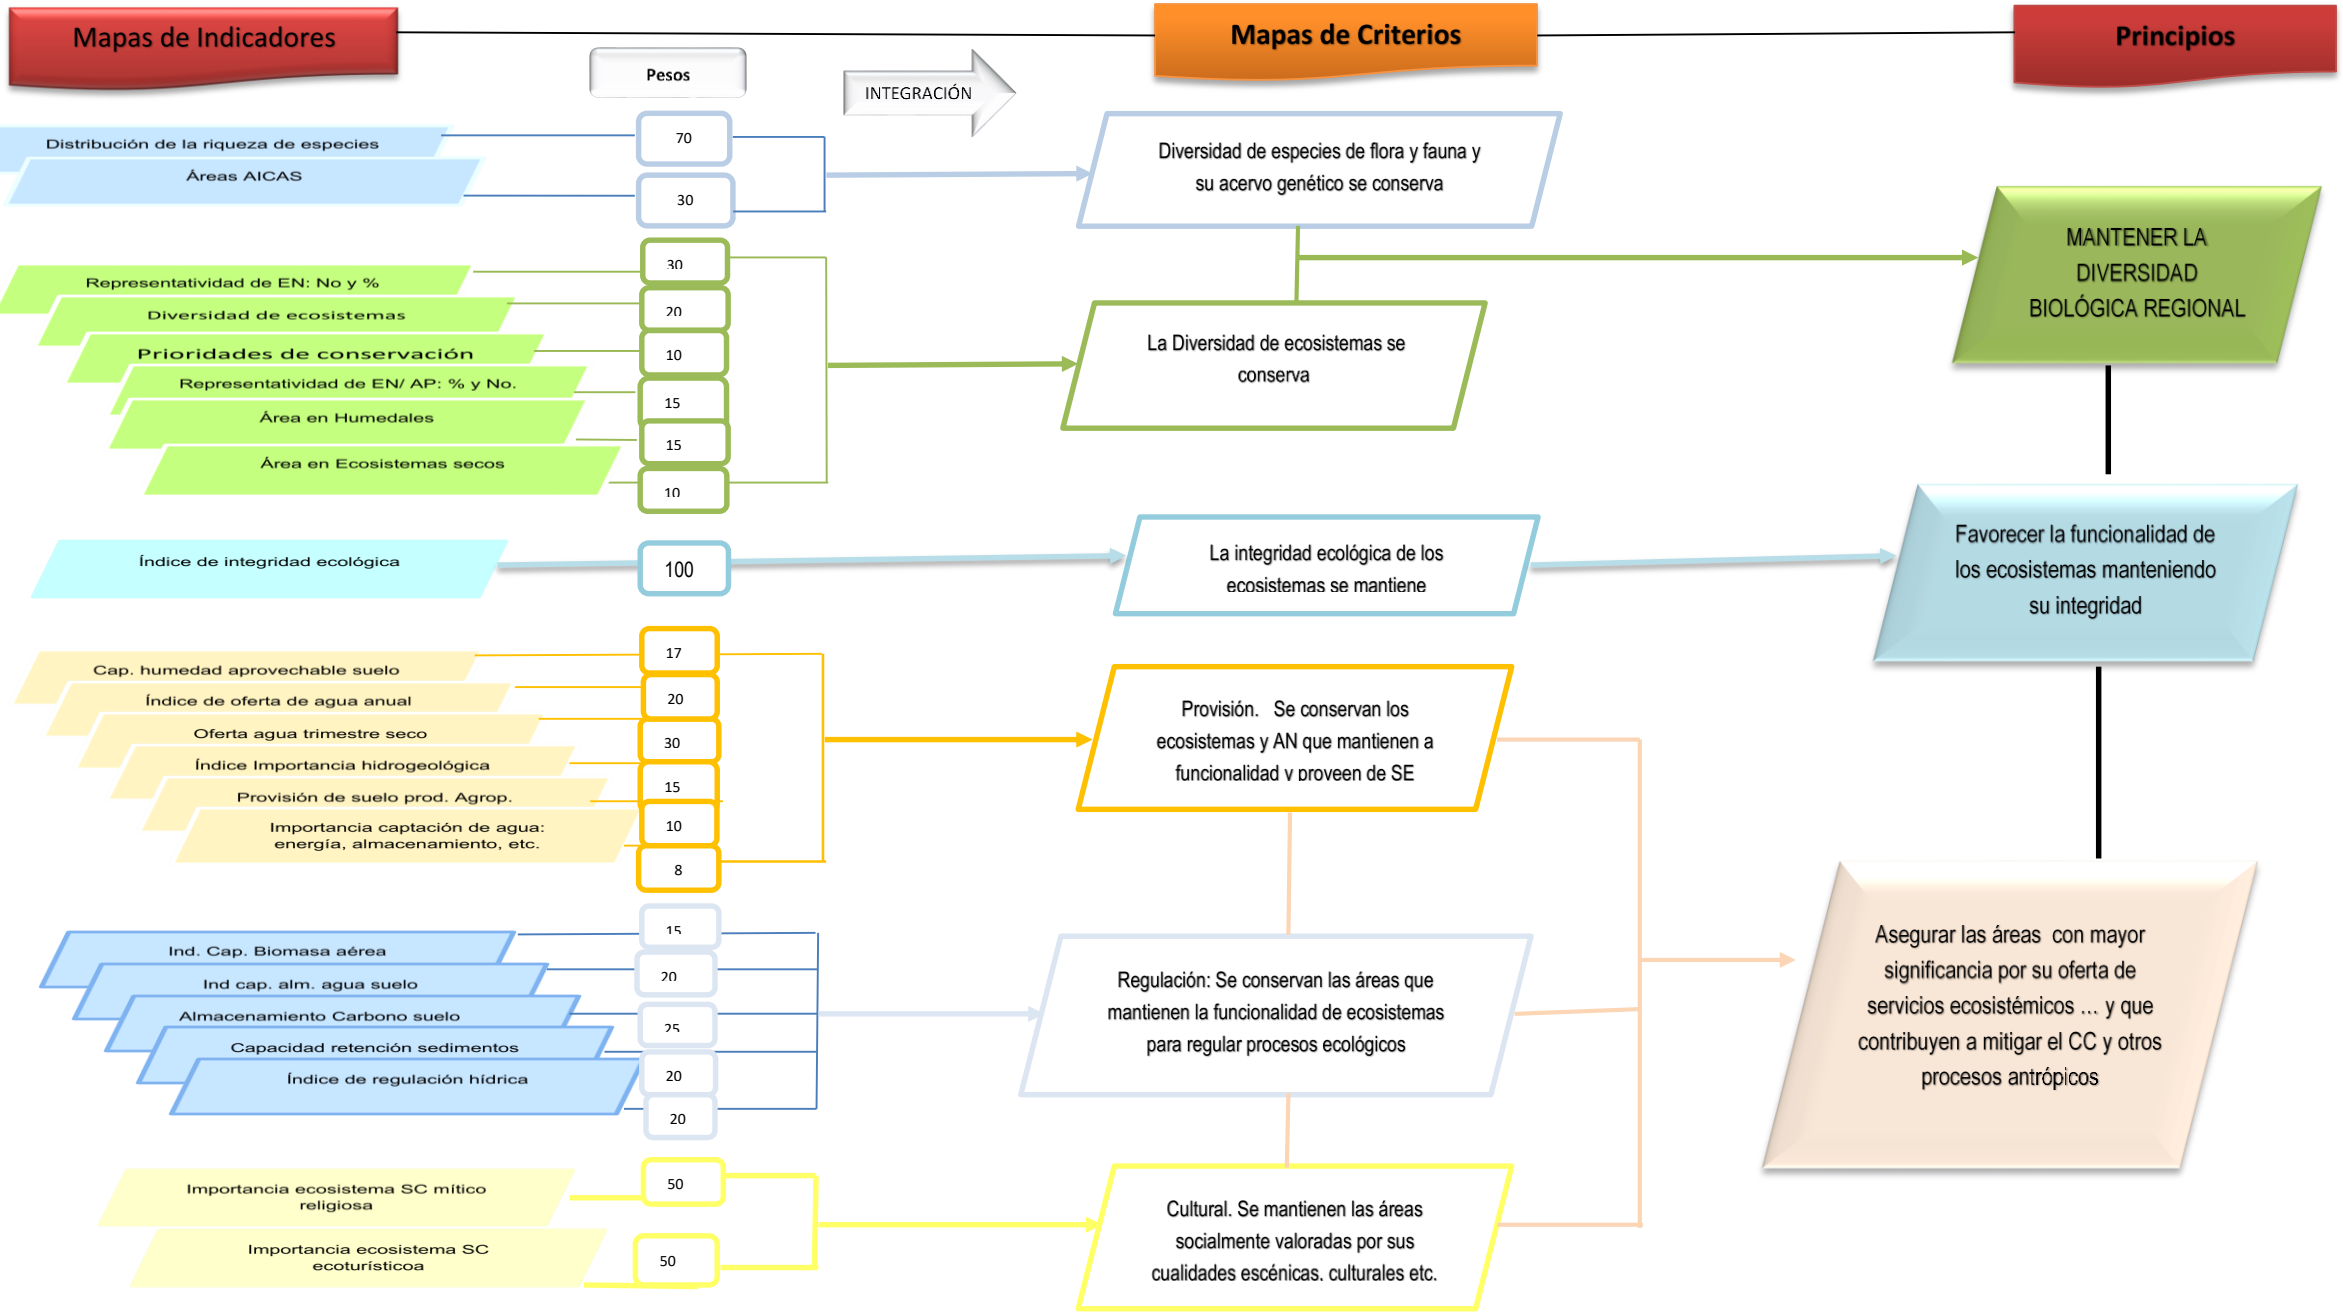 Mapas de Indicadores
Mapas de Criterios
Principios
Pesos
INTEGRACIÓN
Distribución de la riqueza de especies
Áreas AICAS
70
30
Diversidad de especies de flora y fauna y
su acervo genético se conserva
MANTENER LA
DIVERSIDAD
BIOLÓGICA REGIONAL
Representatividad de EN: No y %
Diversidad de ecosistemas
Prioridades de conservación
Representatividad de EN/ AP: % y No.
Área en Humedales
Área en Ecosistemas secos
30
20
10
15
15
10
La Diversidad de ecosistemas se
conserva
Índice de integridad ecológica
100
La integridad ecológica de los
ecosistemas se mantiene
Favorecer la funcionalidad de
los ecosistemas manteniendo
su integridad
Cap. humedad aprovechable suelo
Índice de oferta de agua anual
Oferta agua trimestre seco
Índice Importancia hidrogeológica
Provisión de suelo prod. Agrop.
Importancia captación de agua:
energía, almacenamiento, etc.
17
20
30
15
10
8
Provisión. Se conservan los
ecosistemas y AN que mantienen a
funcionalidad y proveen de SE
Ind. Cap. Biomasa aérea
Ind cap. alm. agua suelo
Almacenamiento Carbono suelo
Capacidad retención sedimentos
Índice de regulación hídrica
15
20
25
20
20
Regulación: Se conservan las áreas que
mantienen la funcionalidad de ecosistemas
para regular procesos ecológicos
Asegurar las áreas con mayor
significancia por su oferta de
servicios ecosistémicos ... y que
contribuyen a mitigar el CC y otros
procesos antrópicos
Importancia ecosistema SC mítico
religiosa
Importancia ecosistema SC
ecoturísticoa
50
50
Cultural. Se mantienen las áreas
socialmente valoradas por sus
cualidades escénicas. culturales etc.